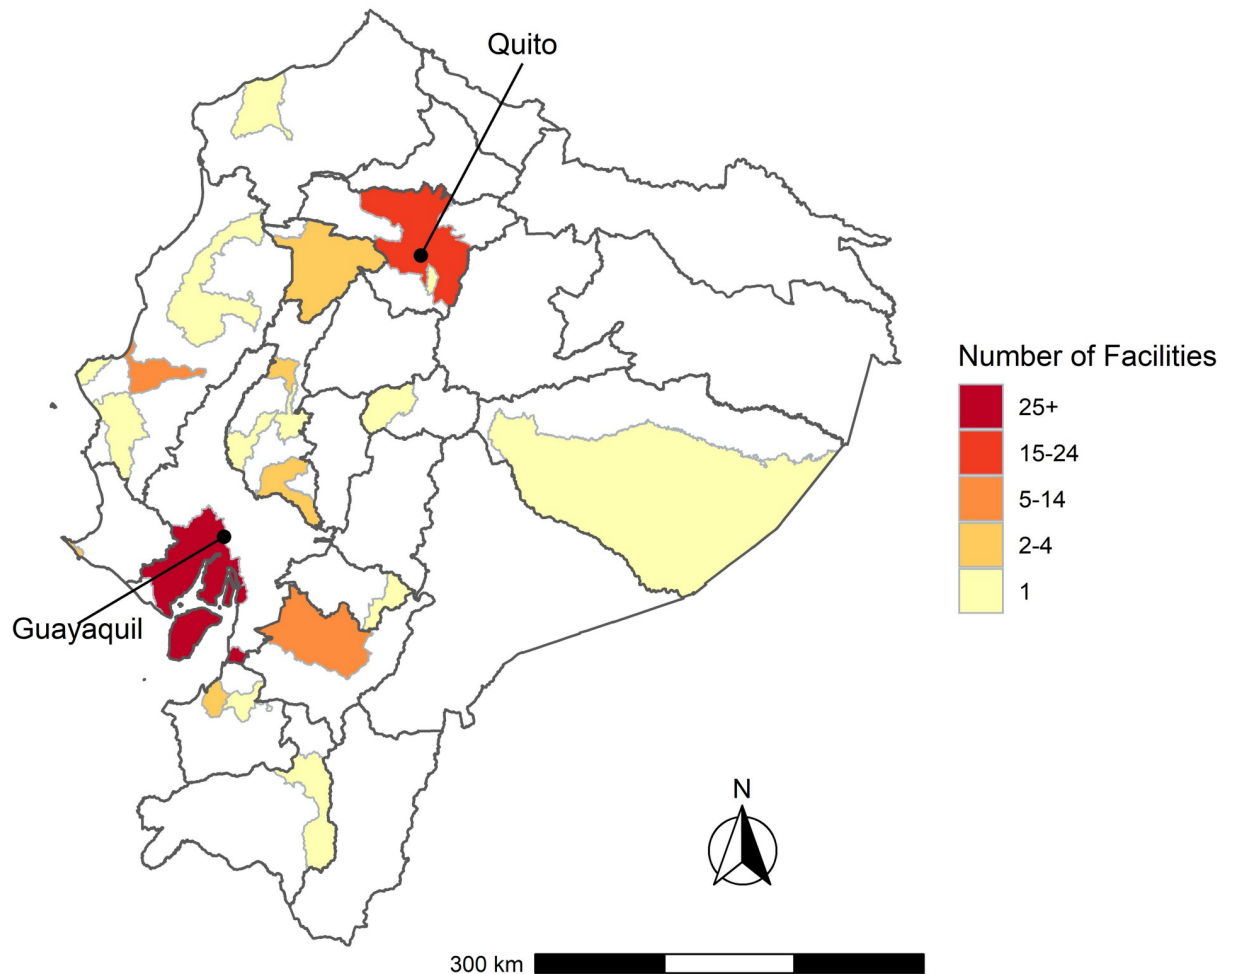 Quito
Number of Facilities
25+
15-24
5-14
2-4
1
Guayaquil
N
300 km